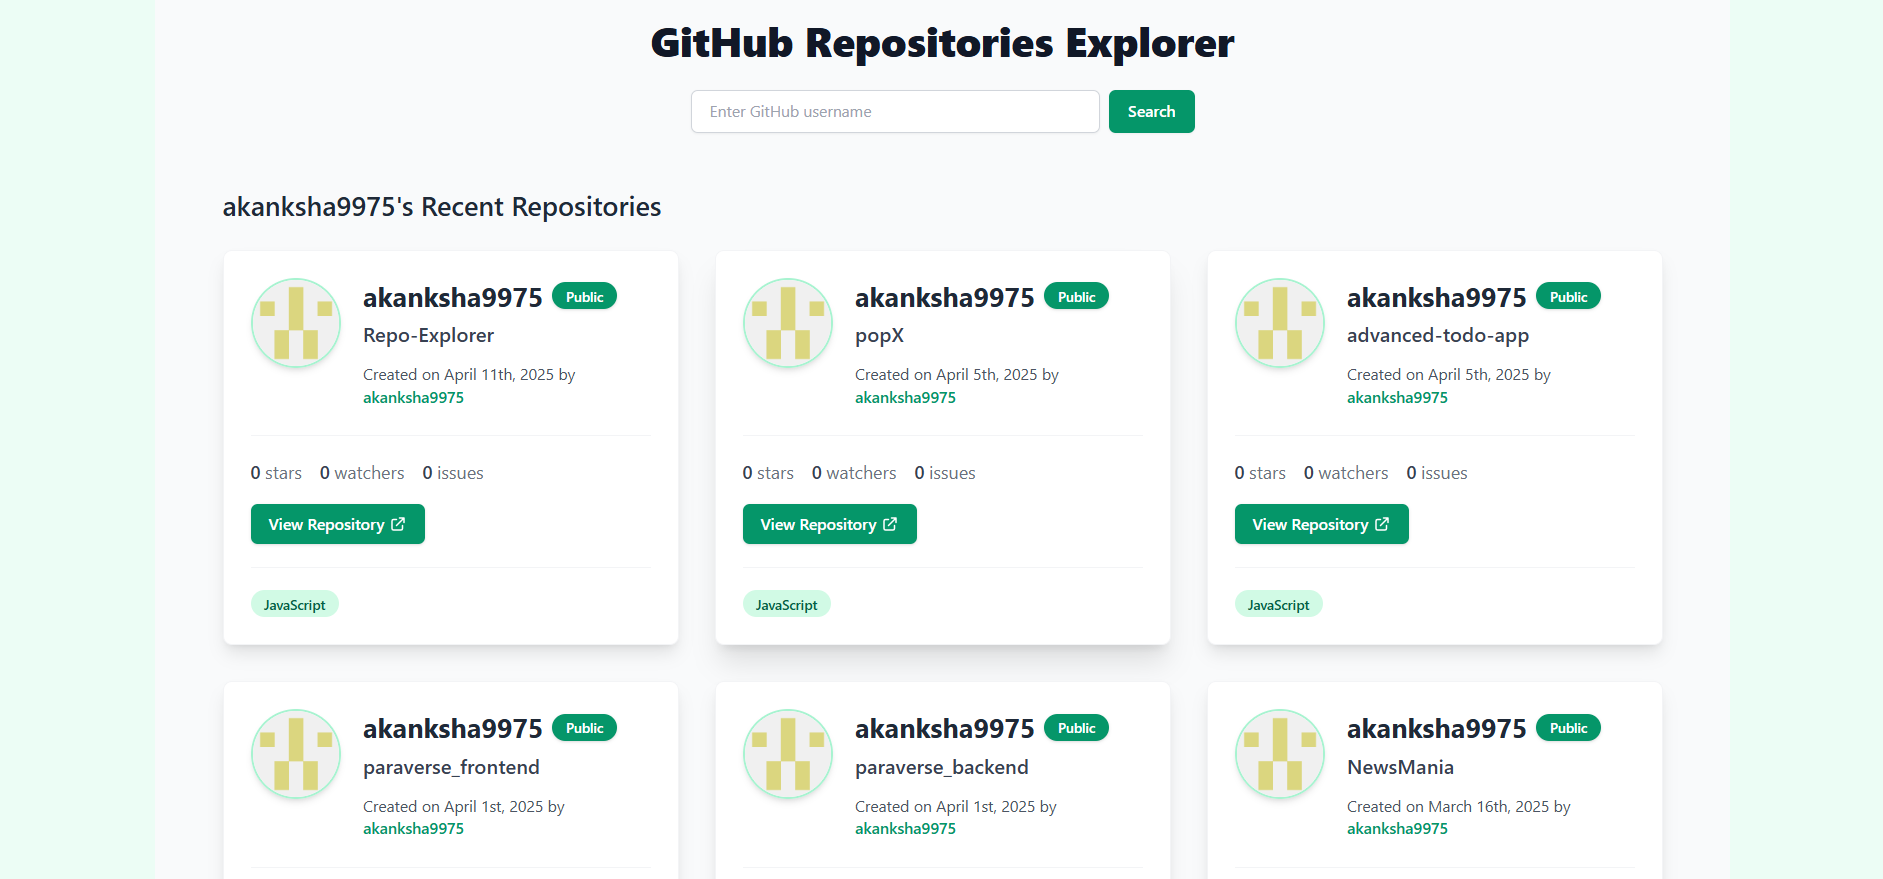 GitHub Repositories Explorer
Enter GitHub username
Search
akanksha9975's Recent Repositories
akanksha9975 Public
Repo-Explorer
Created on April 11th, 2025 by
akanksha9975
0 stars 0 watchers 0 issues
View Repository
JavaScript
akanksha9975 Public
popX
Created on April 5th, 2025 by
akanksha9975
0 stars 0 watchers 0 issues
View Repository
JavaScript
akanksha9975 Public
advanced-todo-app
Created on April 5th, 2025 by
akanksha9975
0 stars 0 watchers 0 issues
View Repository
JavaScript
akanksha9975 Public
paraverse_frontend
Created on April 1st, 2025 by
akanksha9975
akanksha9975 Public
paraverse_backend
Created on April 1st, 2025 by
akanksha9975
akanksha9975 Public
NewsMania
Created on March 16th, 2025 by
akanksha9975